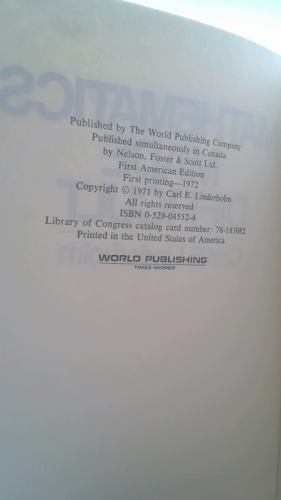 Published by The World Publishing Company
Published simultaneously in Canada
by Nelson, Foster & Scott Ltd.
First American Edition
First printing—1972
Copyright © 1971 by Carl E. Linderholm
All rights reserved
ISBN 0-529-04552-4
Library of Congress catalog card number: 76-183082
Printed in the United States of America
WORLD PUBLISHING
TIMES MIRROR